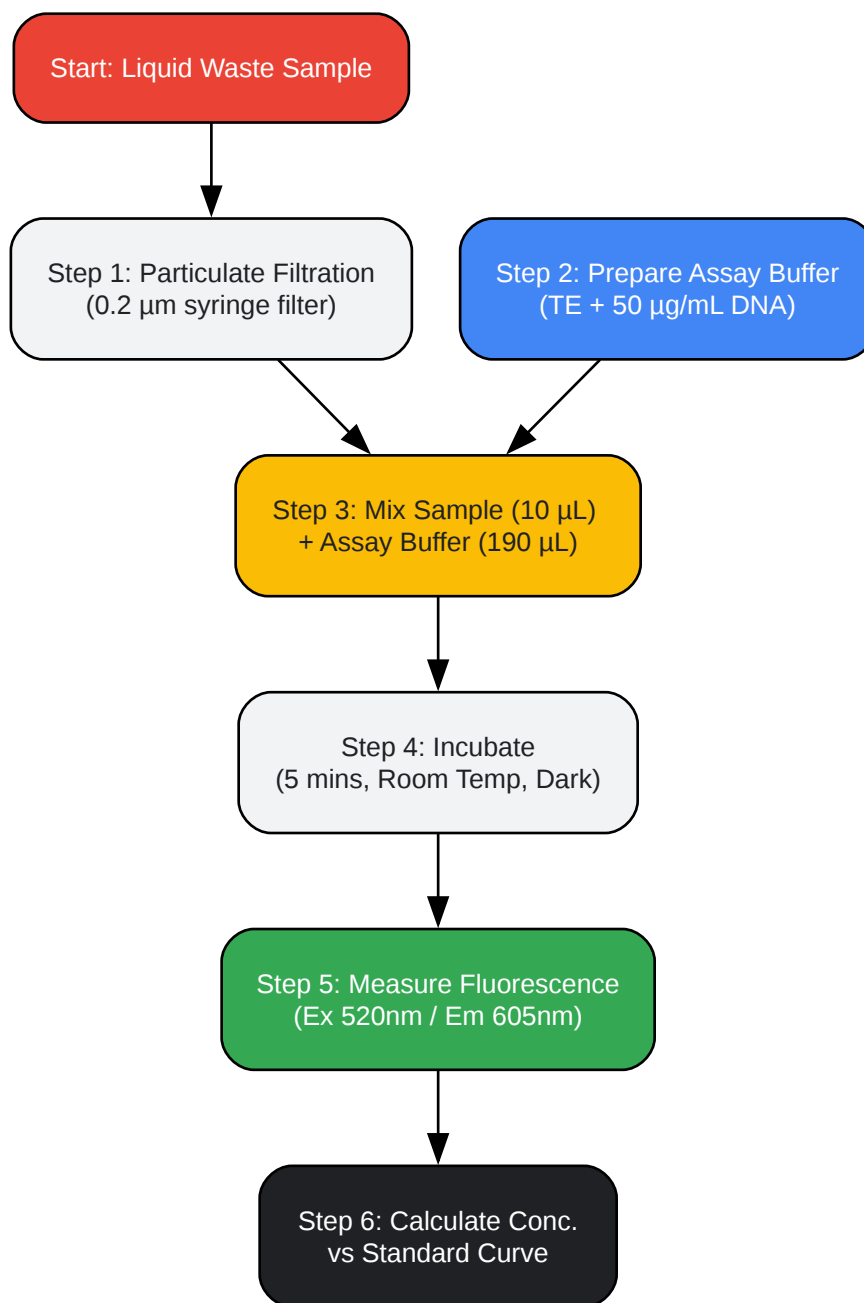 Start: Liquid Waste Sample
Step 1: Particulate Filtration
(0.2 µm syringe filter)
Step 2: Prepare Assay Buffer
(TE + 50 µg/mL DNA)
Step 3: Mix Sample (10 µL)
+ Assay Buffer (190 µL)
Step 4: Incubate
(5 mins, Room Temp, Dark)
Step 5: Measure Fluorescence
(Ex 520nm / Em 605nm)
Step 6: Calculate Conc.
vs Standard Curve